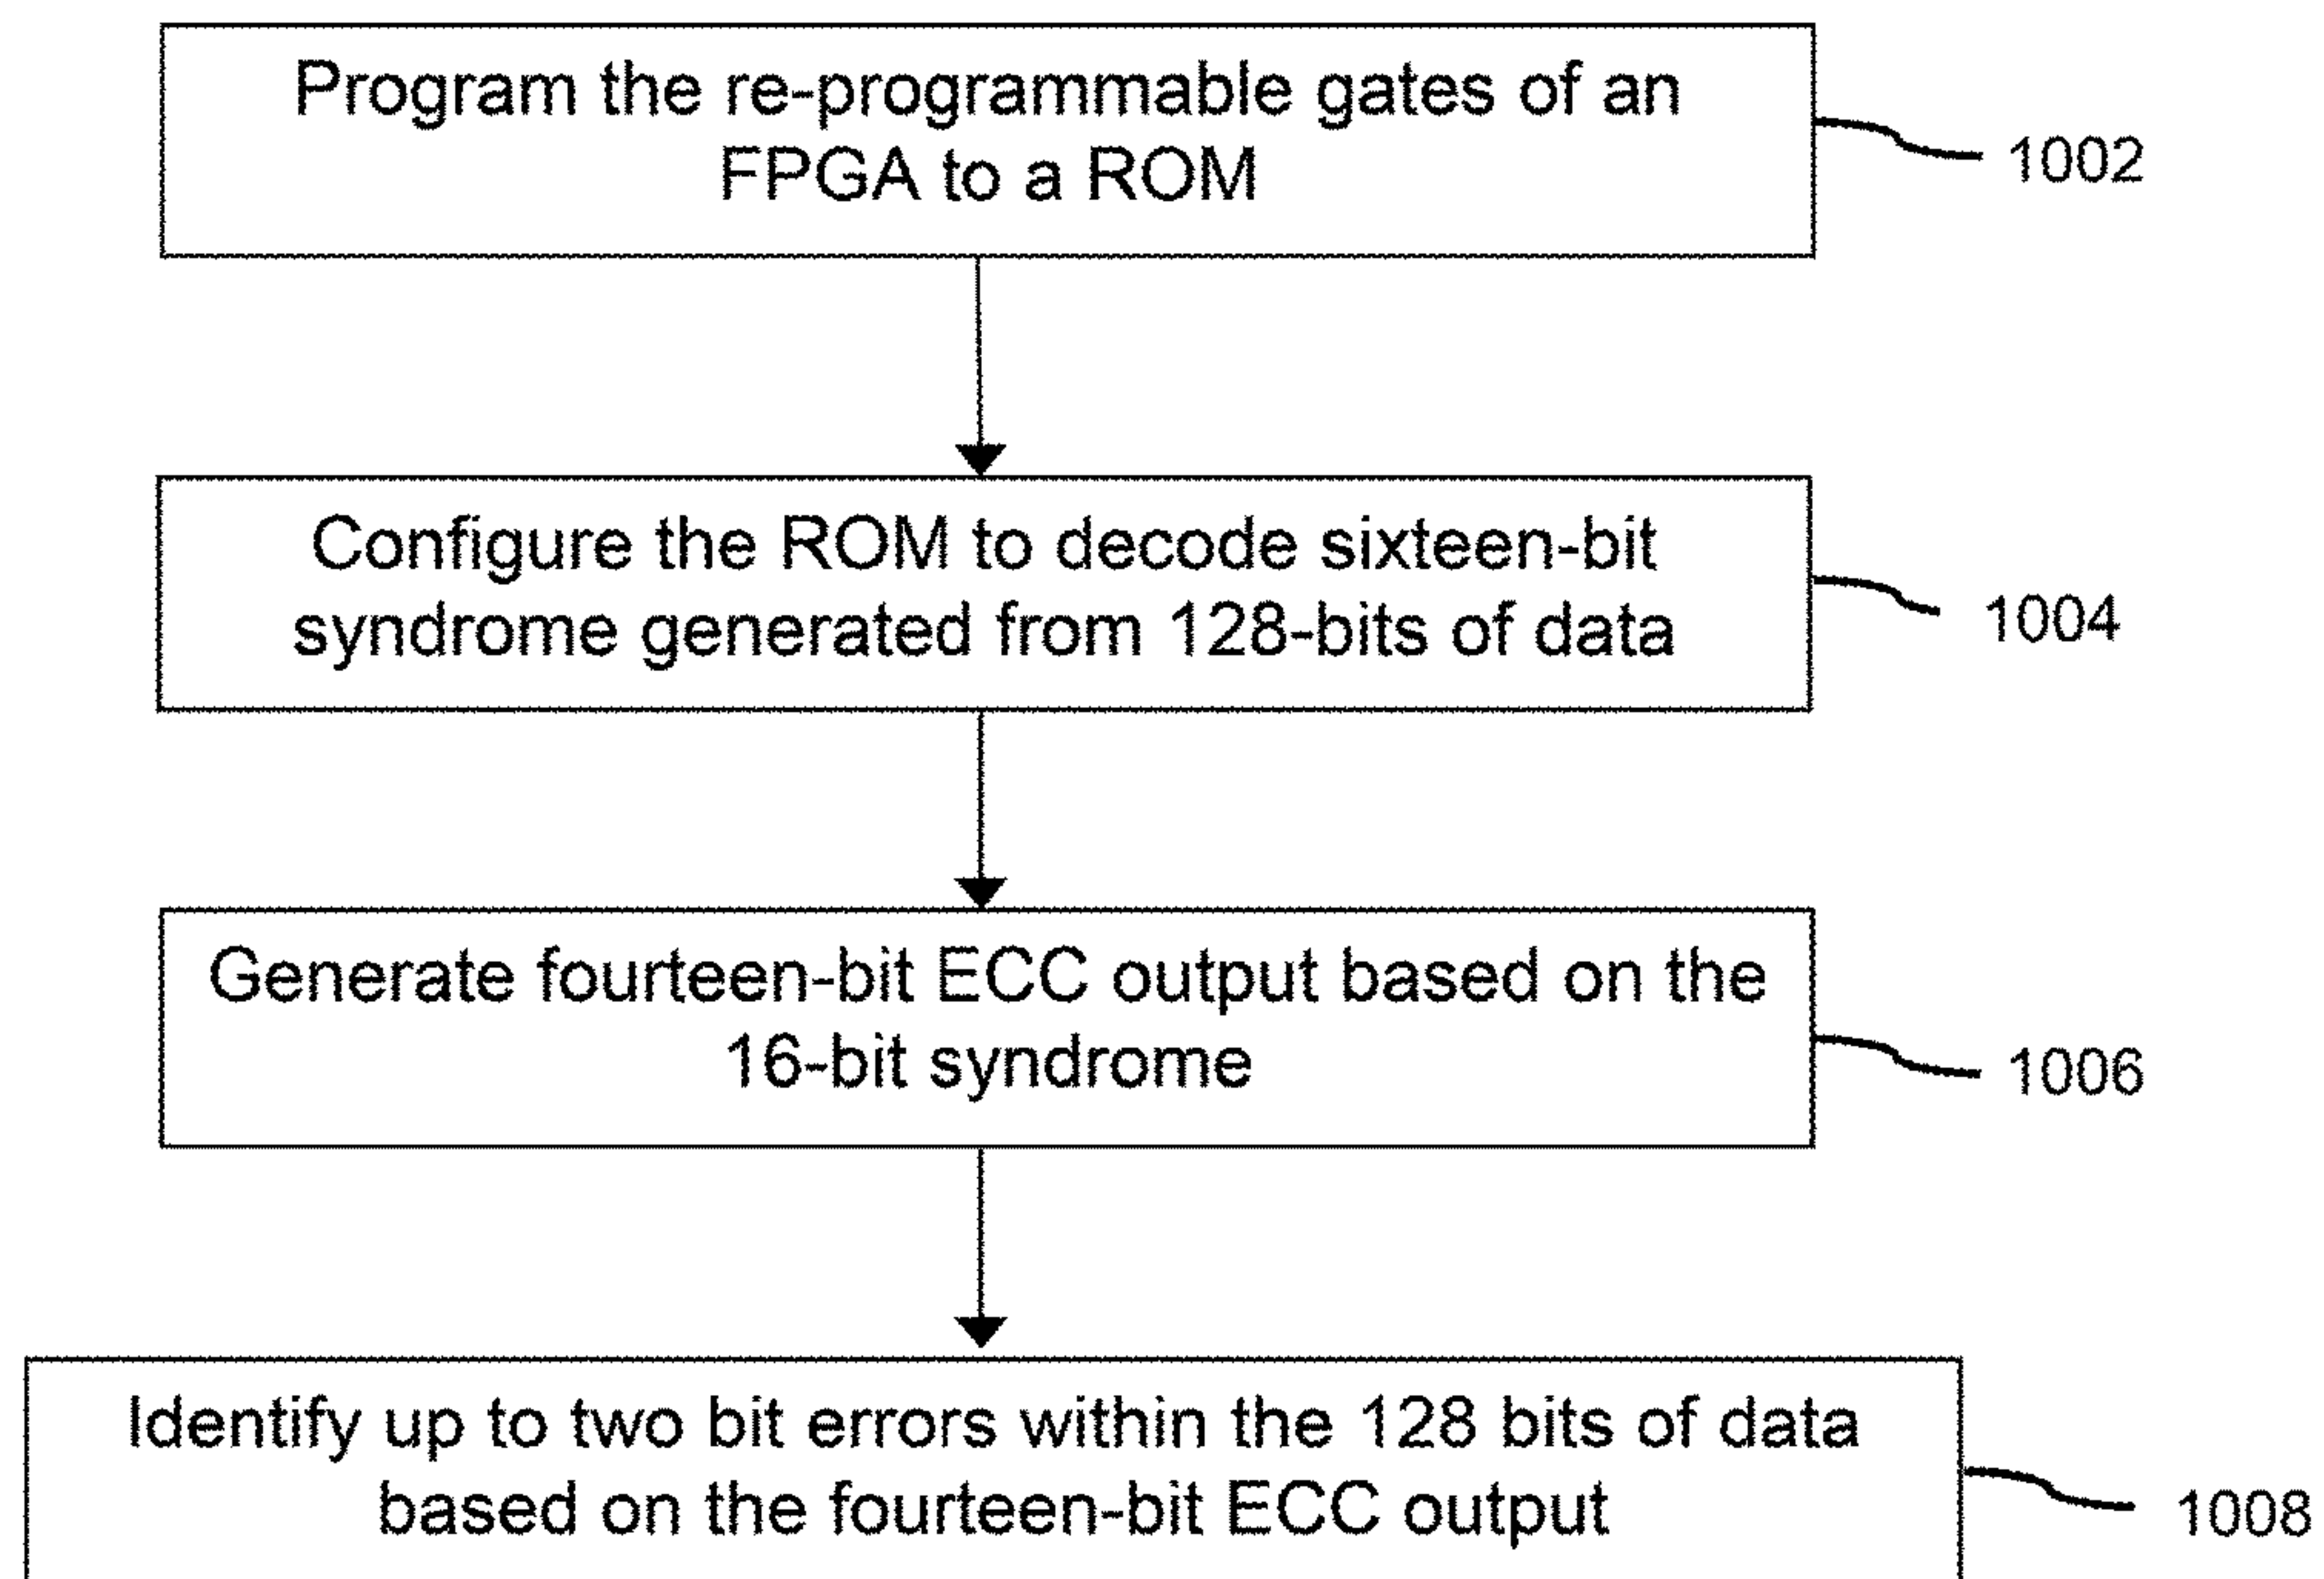 Program the re-programmable gates of an
FPGA to a ROM
1002
Configure the ROM to decode sixteen-bit
syndrome generated from 128-bits of data
1004
Generate fourteen-bit ECC output based on the
16-bit syndrome
1006
Identify up to two bit errors within the 128 bits of data
based on the fourteen-bit ECC output
1008